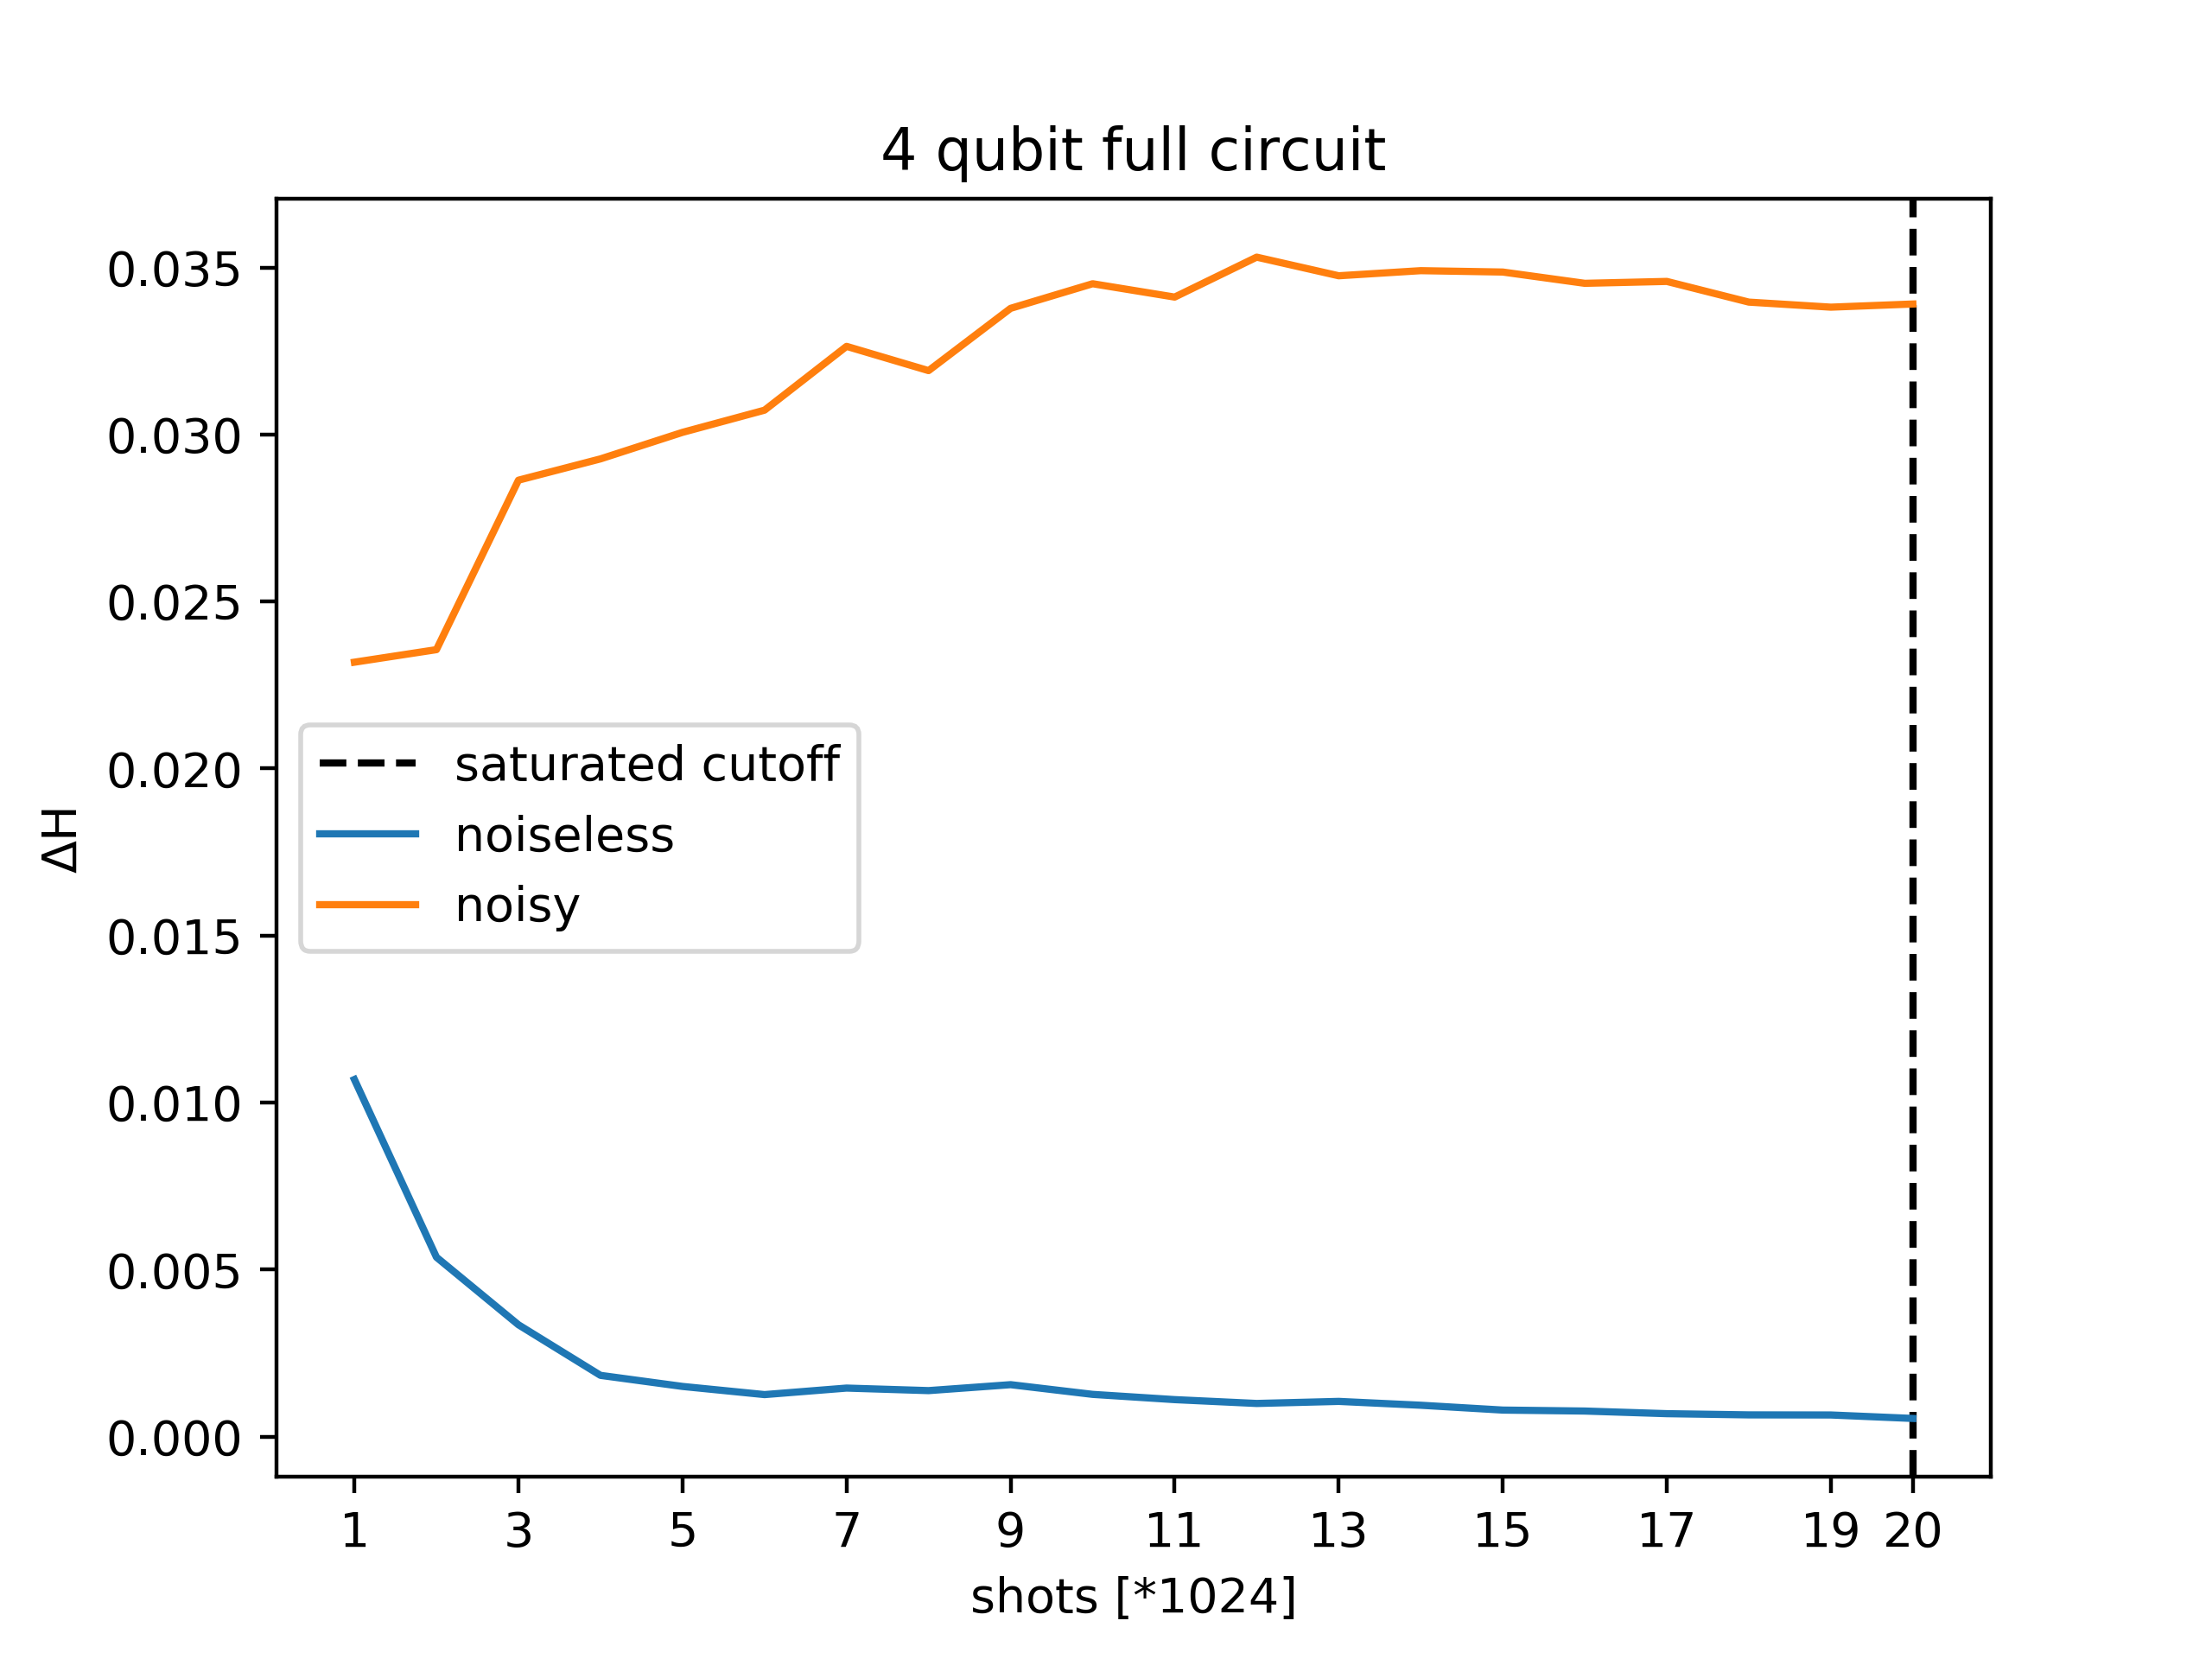 4 qubit full circuit
0.035
0.030
0.025
0.020
0.015
0.010
0.005
0.000
ΔH
saturated cutoff
noiseless
noisy
1 3 5 7 9 11 13 15 17 19 20
shots [*1024]